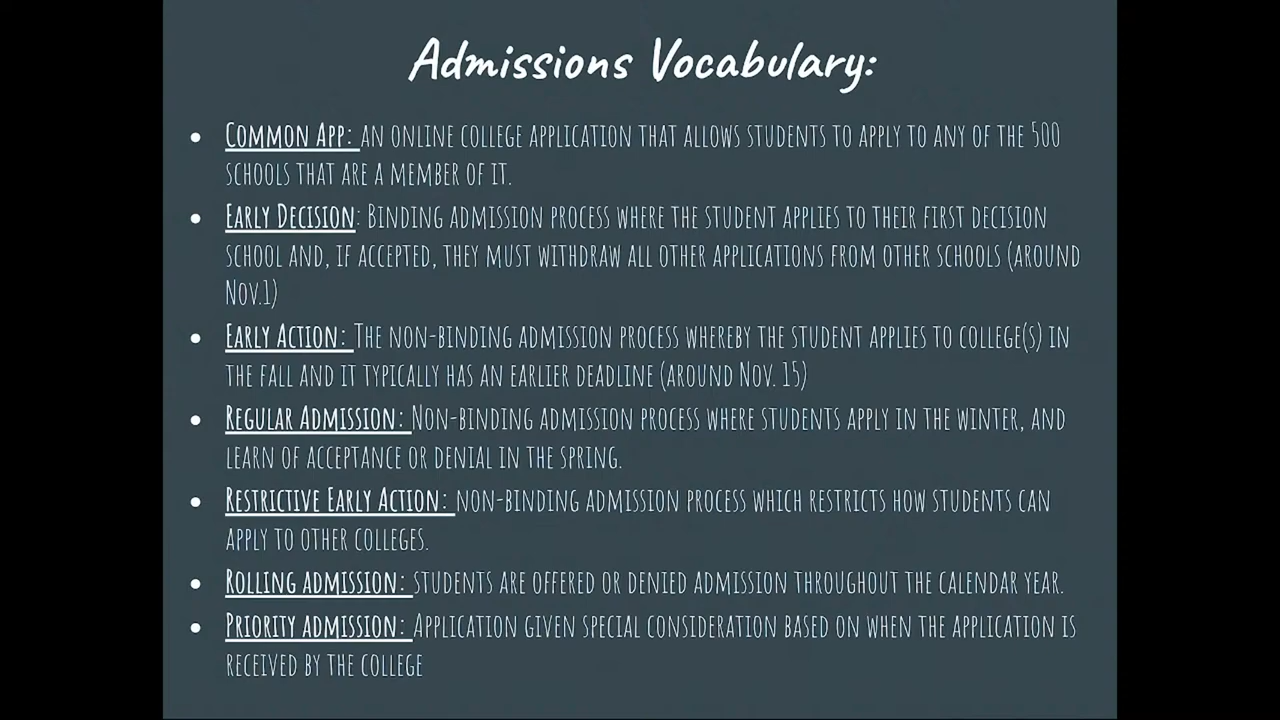 Admissions Vocabulary:
Common App: an online college application that allows students to apply to any of the 500
schools that are a member of it.
Early Decision: Binding admission process where the student applies to their first decision
school and, if accepted, they must withdraw all other applications from other schools (around
Nov.1)
Early Action: The non-binding admission process whereby the student applies to college(s) in
the fall and it typically has an earlier deadline (around Nov. 15)
Regular Admission: Non-binding admission process where students apply in the winter, and
learn of acceptance or denial in the spring.
Restrictive Early Action: non-binding admission process which restricts how students can
apply to other colleges.
Rolling admission: students are offered or denied admission throughout the calendar year.
Priority admission: Application given special consideration based on when the application is
received by the college